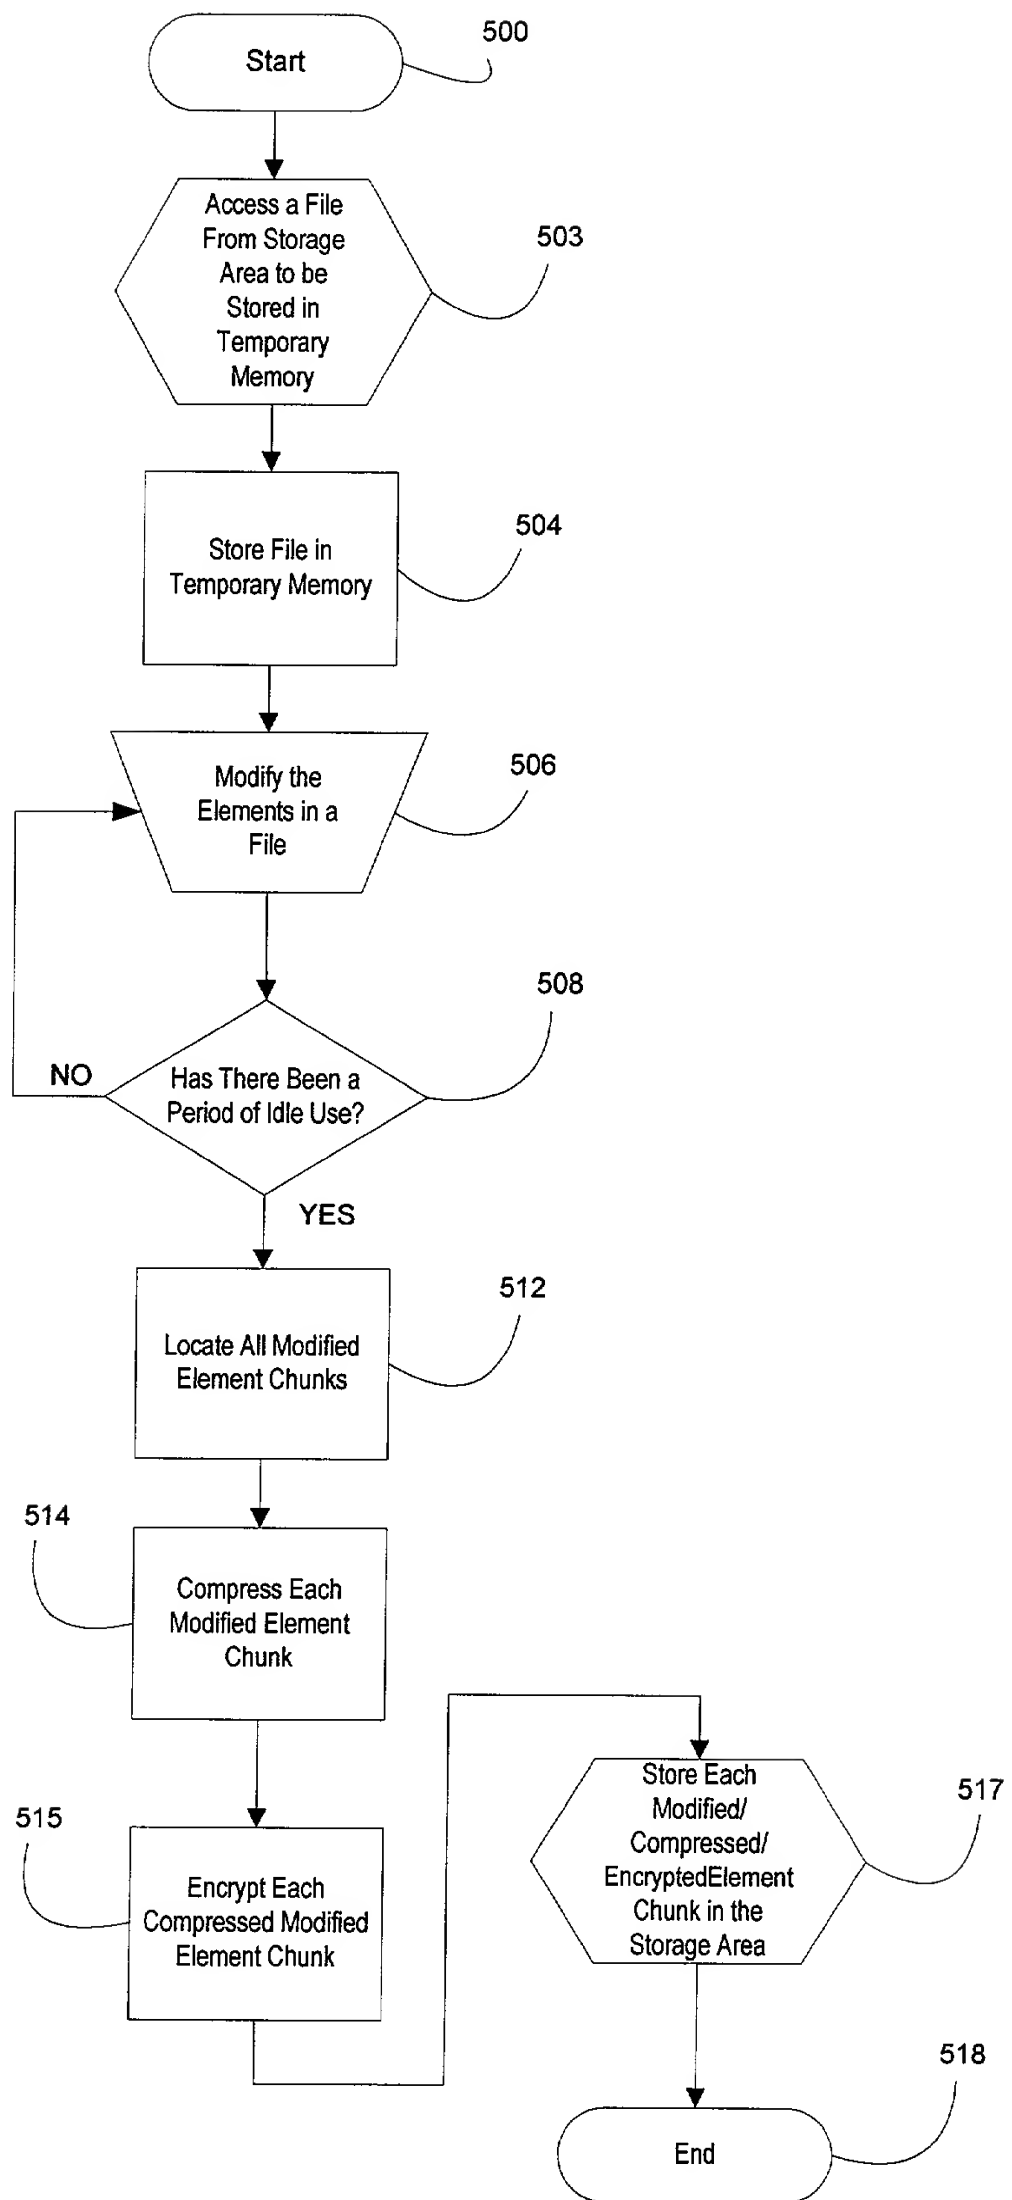 Start
500
Access a File
From Storage
Area to be
Stored in
Temporary
Memory
503
Store File in
Temporary Memory
504
Modify the
Elements in a
File
506
Has There Been a
Period of Idle Use?
508
NO
YES
Locate All Modified
Element Chunks
512
514
Compress Each
Modified Element
Chunk
515
Encrypt Each
Compressed Modified
Element Chunk
Store Each
Modified/
Compressed/
EncryptedElement
Chunk in the
Storage Area
517
End
518